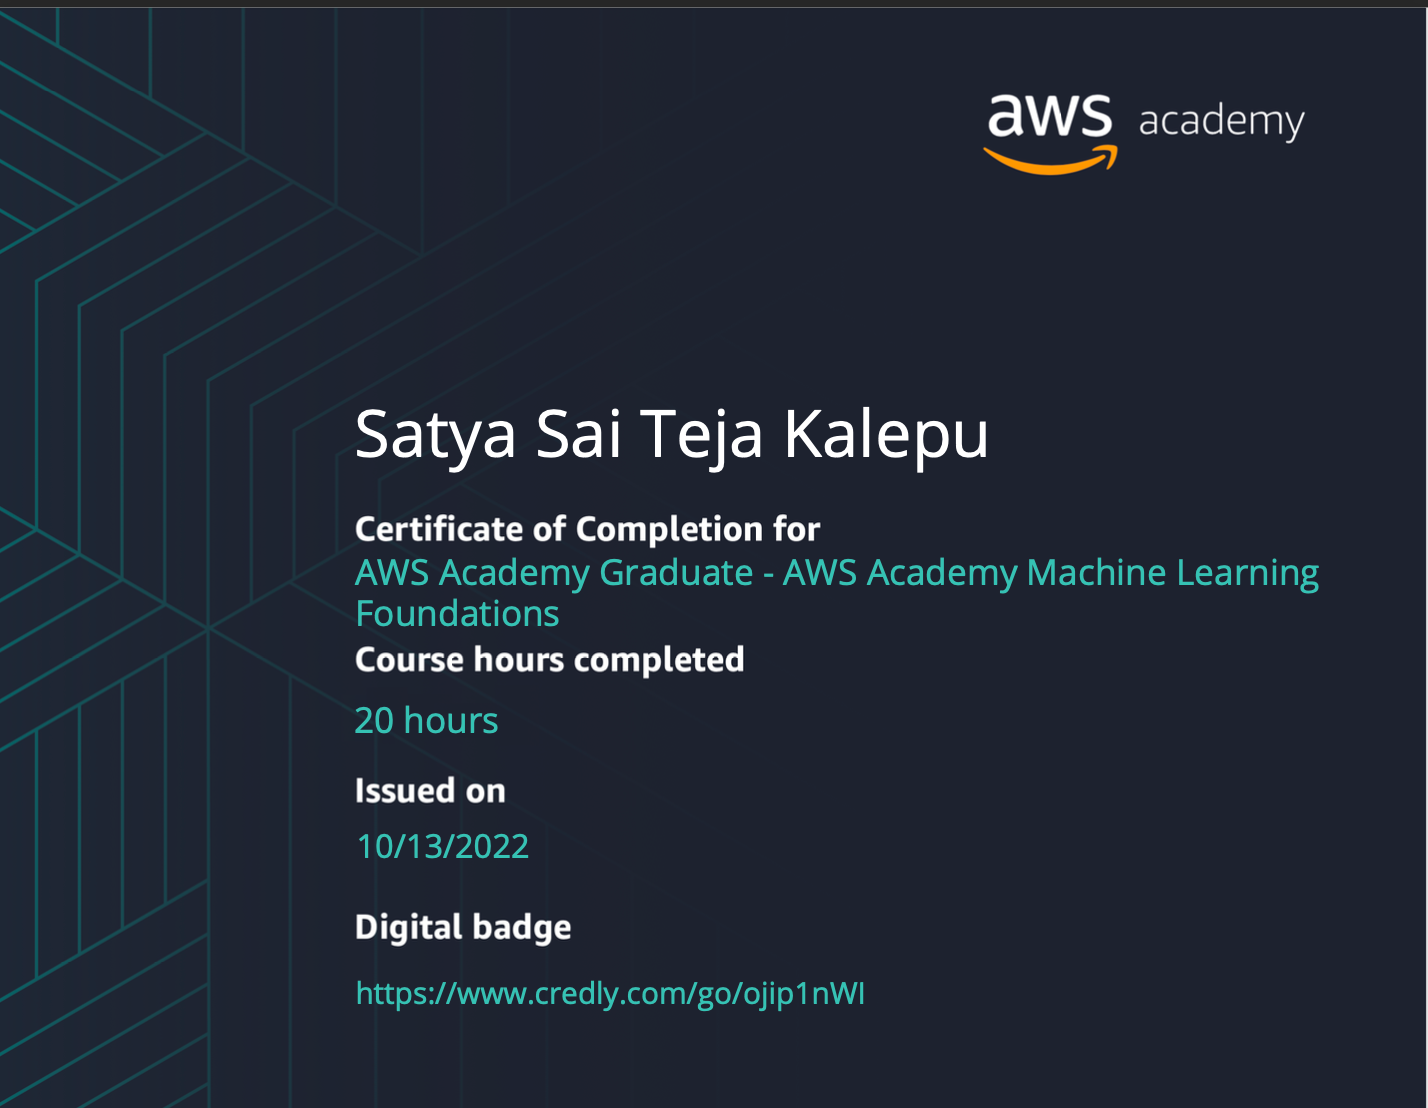 aws academy
Satya Sai Teja Kalepu
Certificate of Completion for
AWS Academy Graduate - AWS Academy Machine Learning
Foundations
Course hours completed
20 hours
Issued on
10/13/2022
Digital badge
https://www.credly.com/go/ojip1nWI